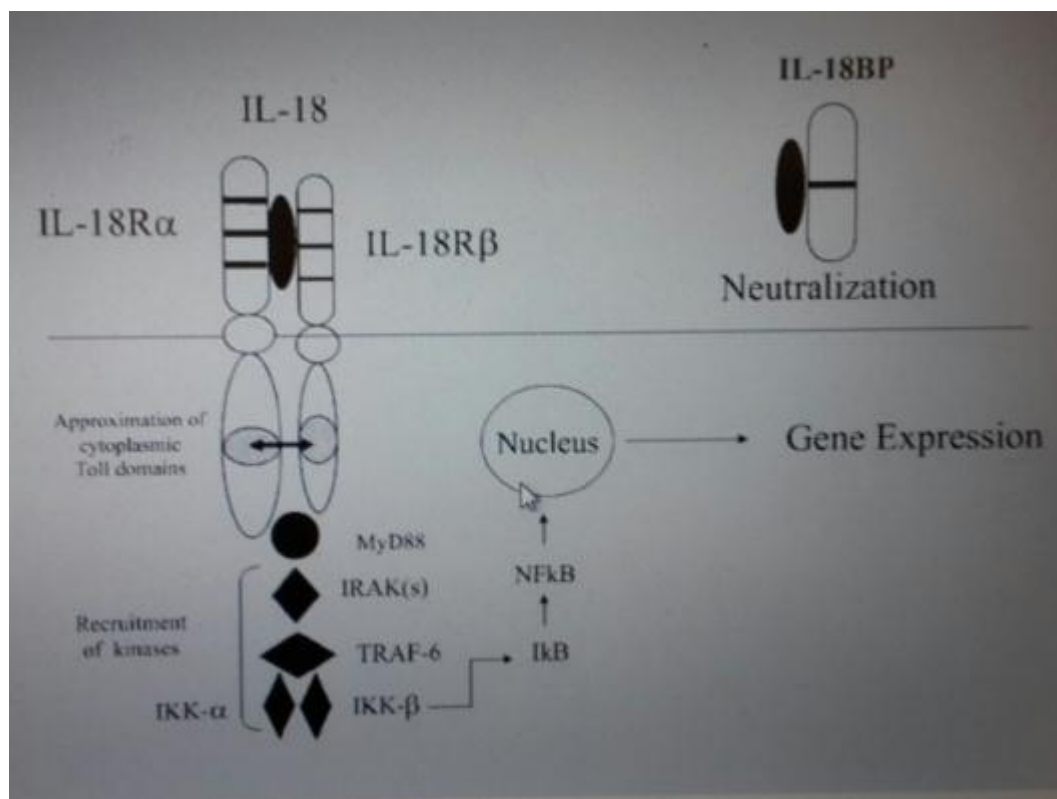 IL-18BP
IL-18
IL-18Rα
IL-18Rβ
Neutralization
Approximation of
cytoplasmic
Toll domains
Nucleus
Gene Expression
MyD88
IRAK(s)
NFkB
Recruitment
of kinases
TRAF-6
IkB
IKK-α
IKK-β